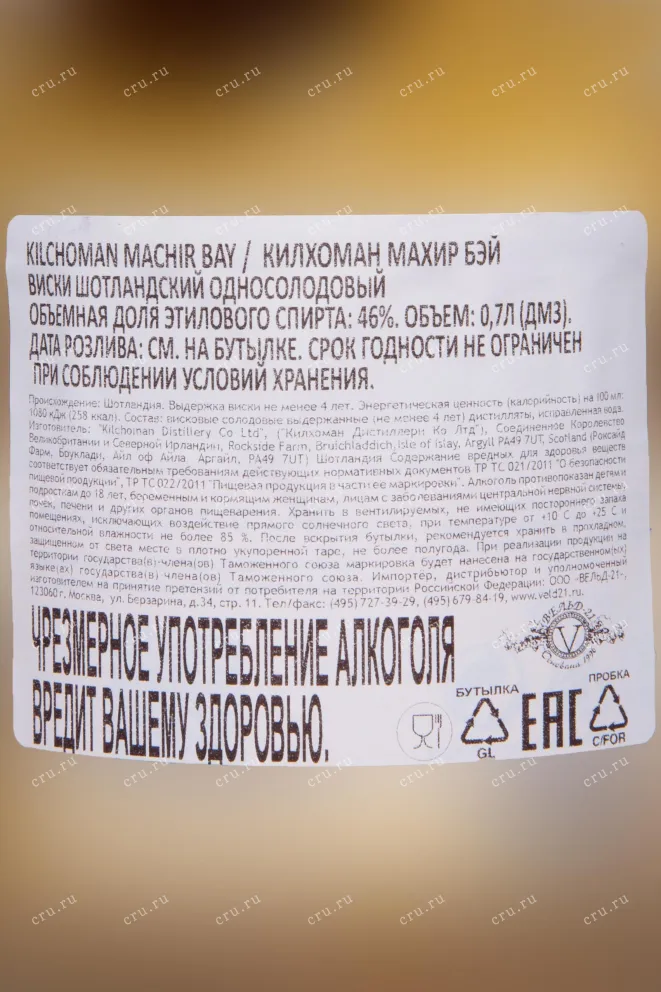 KILCHOMAN MACHIR BAY / КИЛХОМАН МАХИР БЭЙ
ВИСКИ ШОТЛАНДСКИЙ ОДНОСОЛОДОВЫЙ
ОБЪЕМНАЯ ДОЛЯ ЭТИЛОВОГО СПИРТА: 46%. ОБЪЕМ: 0,7Л (ДМ3).
ДАТА РОЗЛИВА: СМ. НА БУТЫЛКЕ. СРОК ГОДНОСТИ НЕ ОГРАНИЧЕН
ПРИ СОБЛЮДЕНИИ УСЛОВИЙ ХРАНЕНИЯ.
Происхождение: Шотландия. Выдержка виски не менее 4 лет. Энергетическая ценность (калорийность) на 100 мл:
1080 кДж (258 ккал). Состав: висковые солодовые выдержанные (не менее 4 лет) дистилляты, исправленная вода.
Изготовитель: "Kilchoman Distillery Co Ltd", ("Килхоман Дистиллери Ко Лтд"), Соединенное Королевство
Великобритании и Северной Ирландии, Rockside Farm, Bruichladdich, Isle of Islay, Argyll PA49 7UT, Scotland (Роксайд
Фарм, Бруклади, Айл оф Айла Аргайл, PA49 7UT) Шотландия Содержание вредных для здоровья веществ
соответствует обязательным требованиям действующих нормативных документов ТР ТС 021/2011 "О безопасности
пищевой продукции", ТР ТС 022/2011 "Пищевая продукция в части ее маркировки". Алкоголь противопоказан детям и
подросткам до 18 лет, беременным и кормящим женщинам, лицам с заболеваниями центральной нервной системы,
почек, печени и других органов пищеварения. Хранить в вентилируемых, не имеющих постороннего запаха
помещениях, исключающих воздействие прямого солнечного света, при температуре от +10 С до +25 С и
относительной влажности не более 85 %. После вскрытия бутылки, рекомендуется хранить в прохладном,
защищенном от света месте в плотно укупоренной таре, не более полугода. При реализации продукции на
территории государства(в)-члена(ов) Таможенного союза маркировка будет нанесена на государственном(ых)
языке(ах) государства(в) члена(ов) Таможенного союза. Импортер, дистрибьютор и уполномоченный
изготовителем на принятие претензий от потребителя на территории Российской Федерации: ООО «ВЕЛЬД-21»,
123060 г. Москва, ул. Берзарина, д.34, стр. 11. Тел/факс: (495) 727-39-29, (495) 679-84-19, www.veld21.ru.
ЧРЕЗМЕРНОЕ УПОТРЕБЛЕНИЕ АЛКОГОЛЯ
ВРЕДИТ ВАШЕМУ ЗДОРОВЬЮ.
ВЕЛЬД-21
V
Основана 1996
БУТЫЛКА
GL
EAC
ПРОБКА
C/FOR
cru.ru